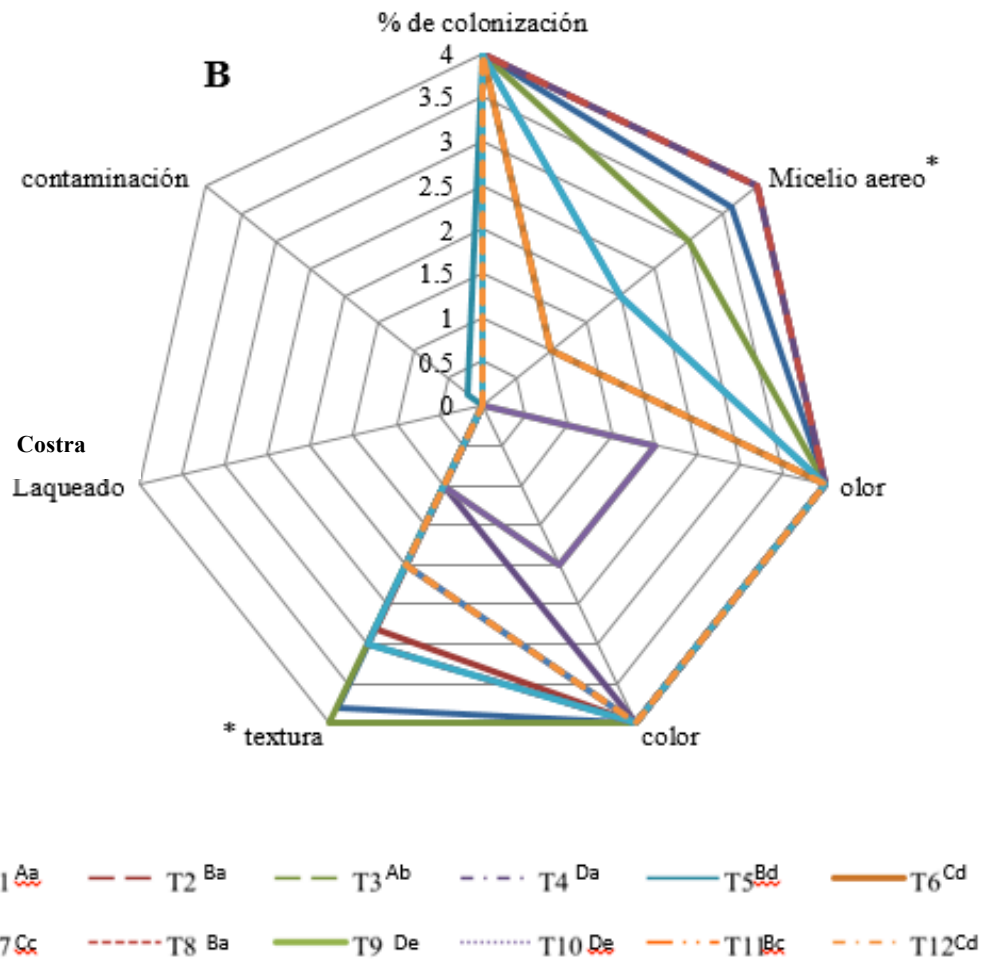 % de colonización
B
4
3.5
3
2.5
2
1.5
1
0.5
0
contaminación
Micelio aereo*
Costra
Laqueado
olor
* textura
color
1 Aa T2 Ba T3 Ab T4 Da T5 Bd T6 Cd
7 Cc T8 Ba T9 De T10 De T11 Bc T12 Cd